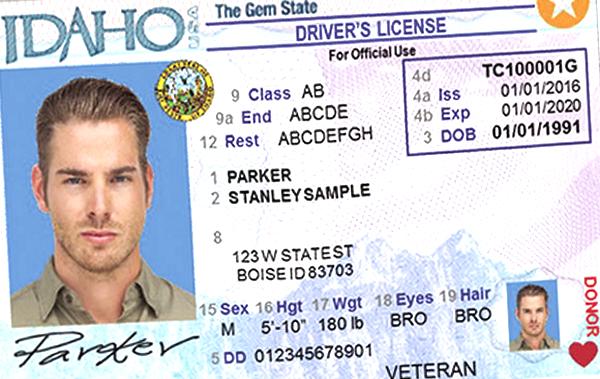 IDAHO USA
The Gem State
DRIVER'S LICENSE
For Official Use
9 Class AB
9a End ABCDE
12 Rest ABCDEFGH
4d TC100001G
4a Iss 01/01/2016
4b Exp 01/01/2020
3 DOB 01/01/1991
1 PARKER
2 STANLEY SAMPLE
8
123 W STATE ST
BOISE ID 83703
15 Sex 16 Hgt 17 Wgt 18 Eyes 19 Hair
M 5'-10" 180 lb BRO BRO
5 DD 012345678901
VETERAN
DONOR
Parker